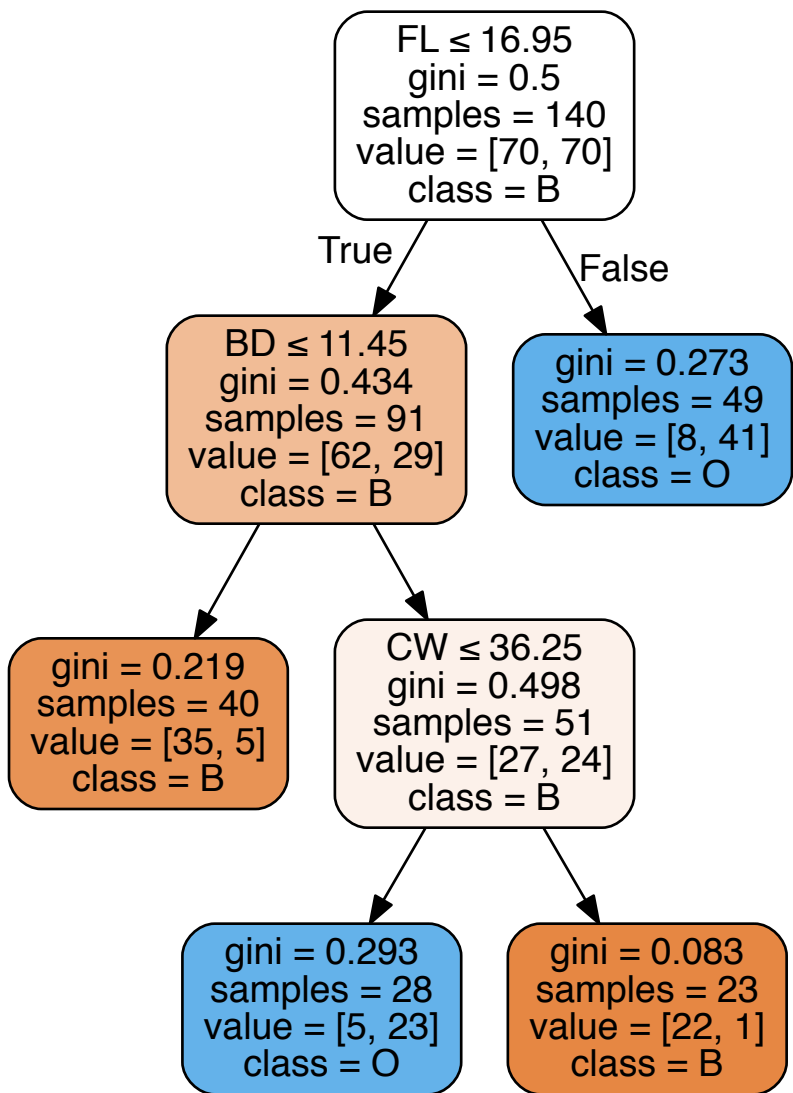 FL ≤ 16.95
gini = 0.5
samples = 140
value = [70, 70]
class = B
True
False
BD ≤ 11.45
gini = 0.434
samples = 91
value = [62, 29]
class = B
gini = 0.273
samples = 49
value = [8, 41]
class = O
gini = 0.219
samples = 40
value = [35, 5]
class = B
CW ≤ 36.25
gini = 0.498
samples = 51
value = [27, 24]
class = B
gini = 0.293
samples = 28
value = [5, 23]
class = O
gini = 0.083
samples = 23
value = [22, 1]
class = B